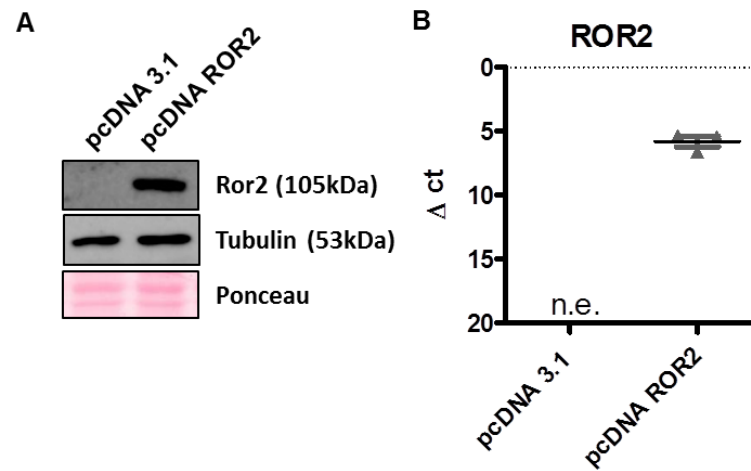 A
pcDNA 3.1
pcDNA ROR2
Ror2 (105kDa)
Tubulin (53kDa)
Ponceau
B
ROR2
0
5
10
15
20
Δ ct
n.e.
pcDNA 3.1
pcDNA ROR2